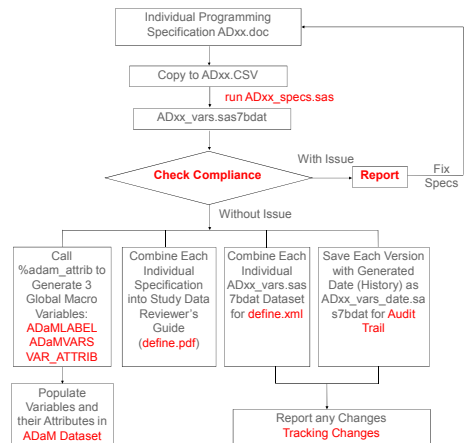 Individual Programming
Specification ADxx.doc
Copy to ADxx.CSV
run ADxx_specs.sas
ADxx_vars.sas7bdat
Check Compliance
With Issue
Report
Fix
Specs
Without Issue
Call
%adam_attrib to
Generate 3
Global Macro
Variables:
ADaMLABEL
ADaMVARS
VAR_ATTRIB
Combine Each
Individual
Specification
into Study Data
Reviewer's
Guide
(define.pdf)
Combine Each
Individual
ADxx_vars.sas
7bdat Dataset
for define.xml
Save Each Version
with Generated
Date (History) as
ADxx_vars_date.sa
s7bdat for Audit
Trail
Populate
Variables and
their Attributes in
ADaM Dataset
Report any Changes
Tracking Changes